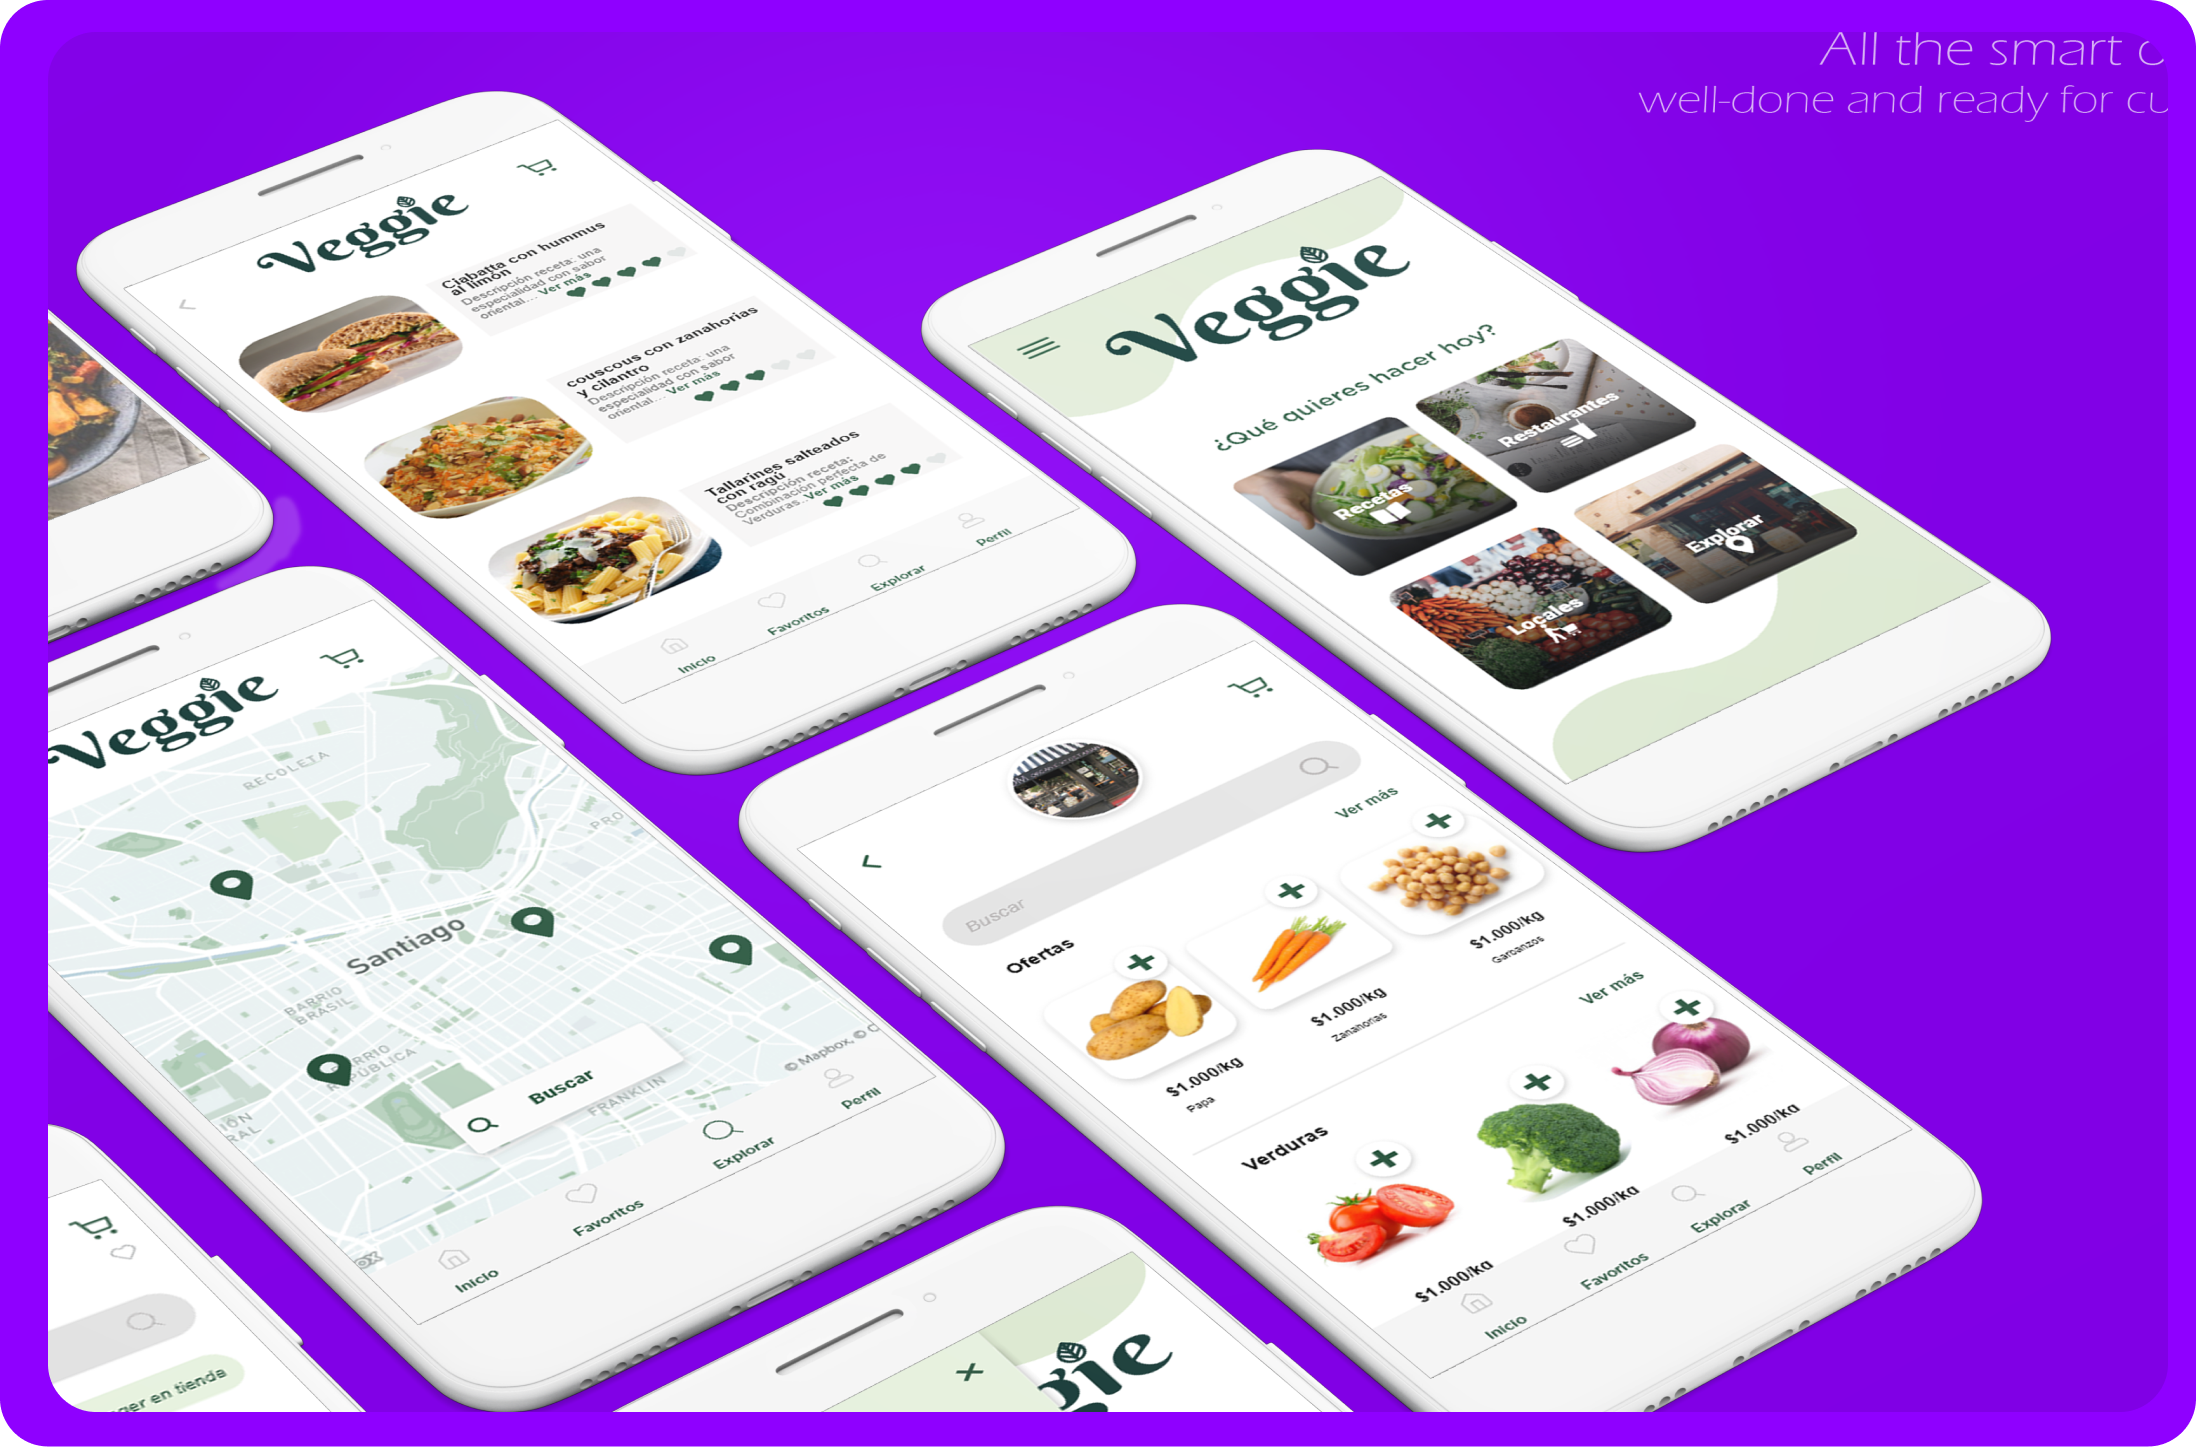 All the smart
well-done and ready for
Veggie
Ciabatta con hummus
al limón
Descripción receta: una
especialidad con sabor
oriental... Ver más
couscous con zanahorias
y cilantro
Descripción receta: una
especialidad con sabor
oriental... Ver más
Tallarines salteados
con ragú
Descripción receta:
Combinación perfecta de
Verduras...Ver más
Inicio
Favoritos
Explorar
Perfil
Veggie
¿Qué quieres hacer hoy?
Recetas
Restaurantes
Locales
Explorar
Veggie
RECOLETA
PRO
Santiago
BARRIO
BRASIL
RRIO
REPÚBLICA
IÓN
RAL
FRANKLIN
© Mapbox, ©
Buscar
Inicio
Favoritos
Explorar
Perfil
Buscar
Ofertas
Ver más
$1.000/kg
Papa
$1.000/kg
Zanahorias
$1.000/kg
Garbanzos
Verduras
Ver más
$1.000/kg
$1.000/kg
$1.000/kg
Inicio
Favoritos
Explorar
Perfil
ger en tienda
gie